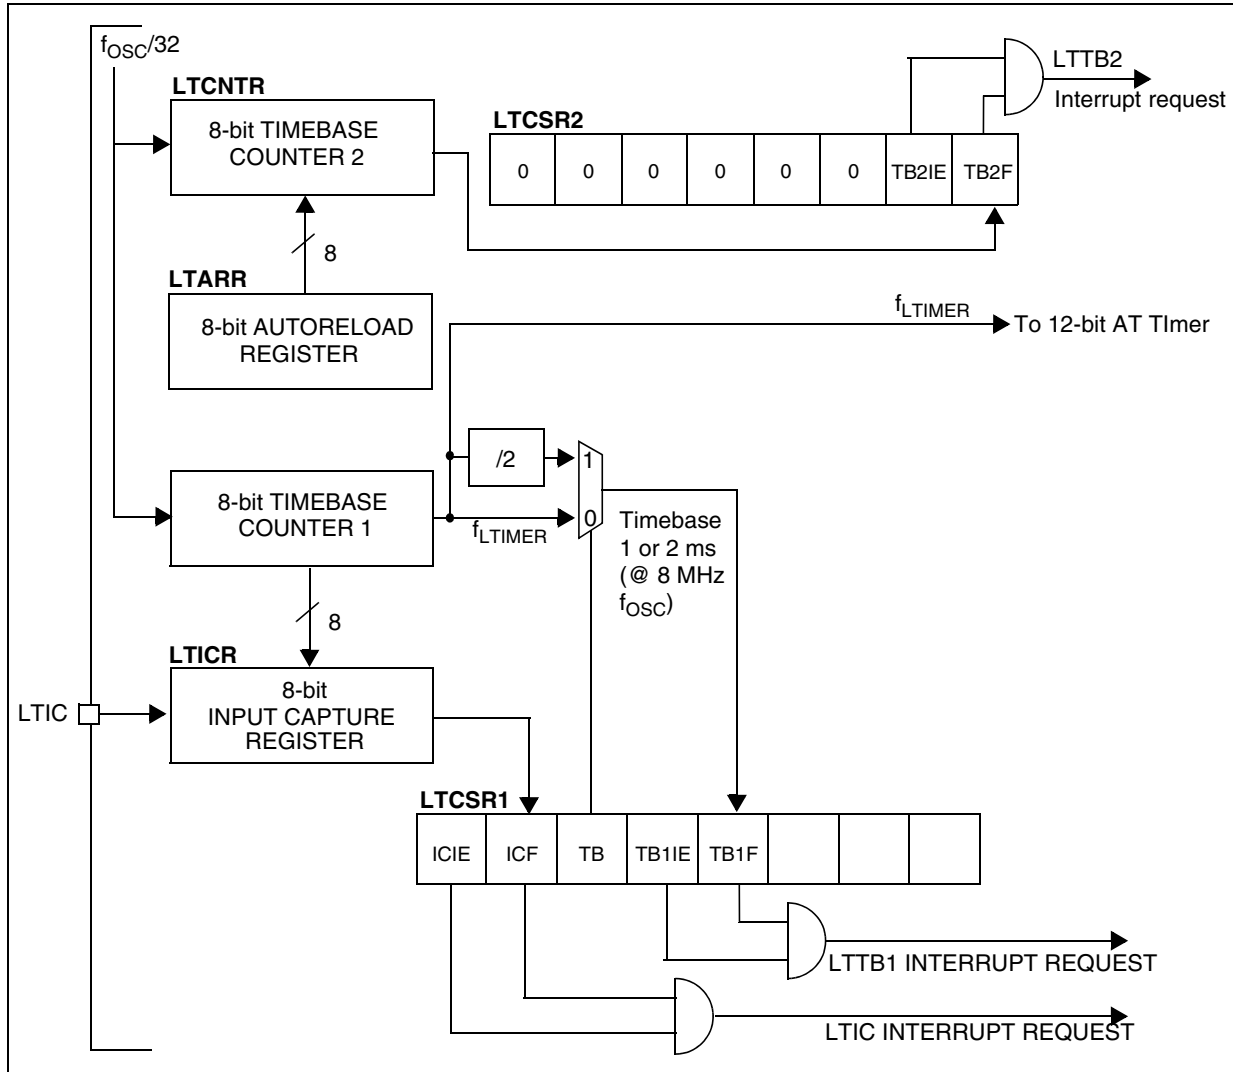 fOSC/32
LTTB2
Interrupt request
LTCNTR
8-bit TIMEBASE
COUNTER 2
LTCSR2
0 0 0 0 0 0 TB2IE TB2F
8
LTARR
8-bit AUTORELOAD
REGISTER
fLTIMER
To 12-bit AT TImer
/2
1
8-bit TIMEBASE
COUNTER 1
fLTIMER
0
Timebase
1 or 2 ms
(@ 8 MHz
fOSC)
8
LTICR
LTIC
8-bit
INPUT CAPTURE
REGISTER
LTCSR1
ICIE ICF TB TB1IE TB1F
LTTB1 INTERRUPT REQUEST
LTIC INTERRUPT REQUEST